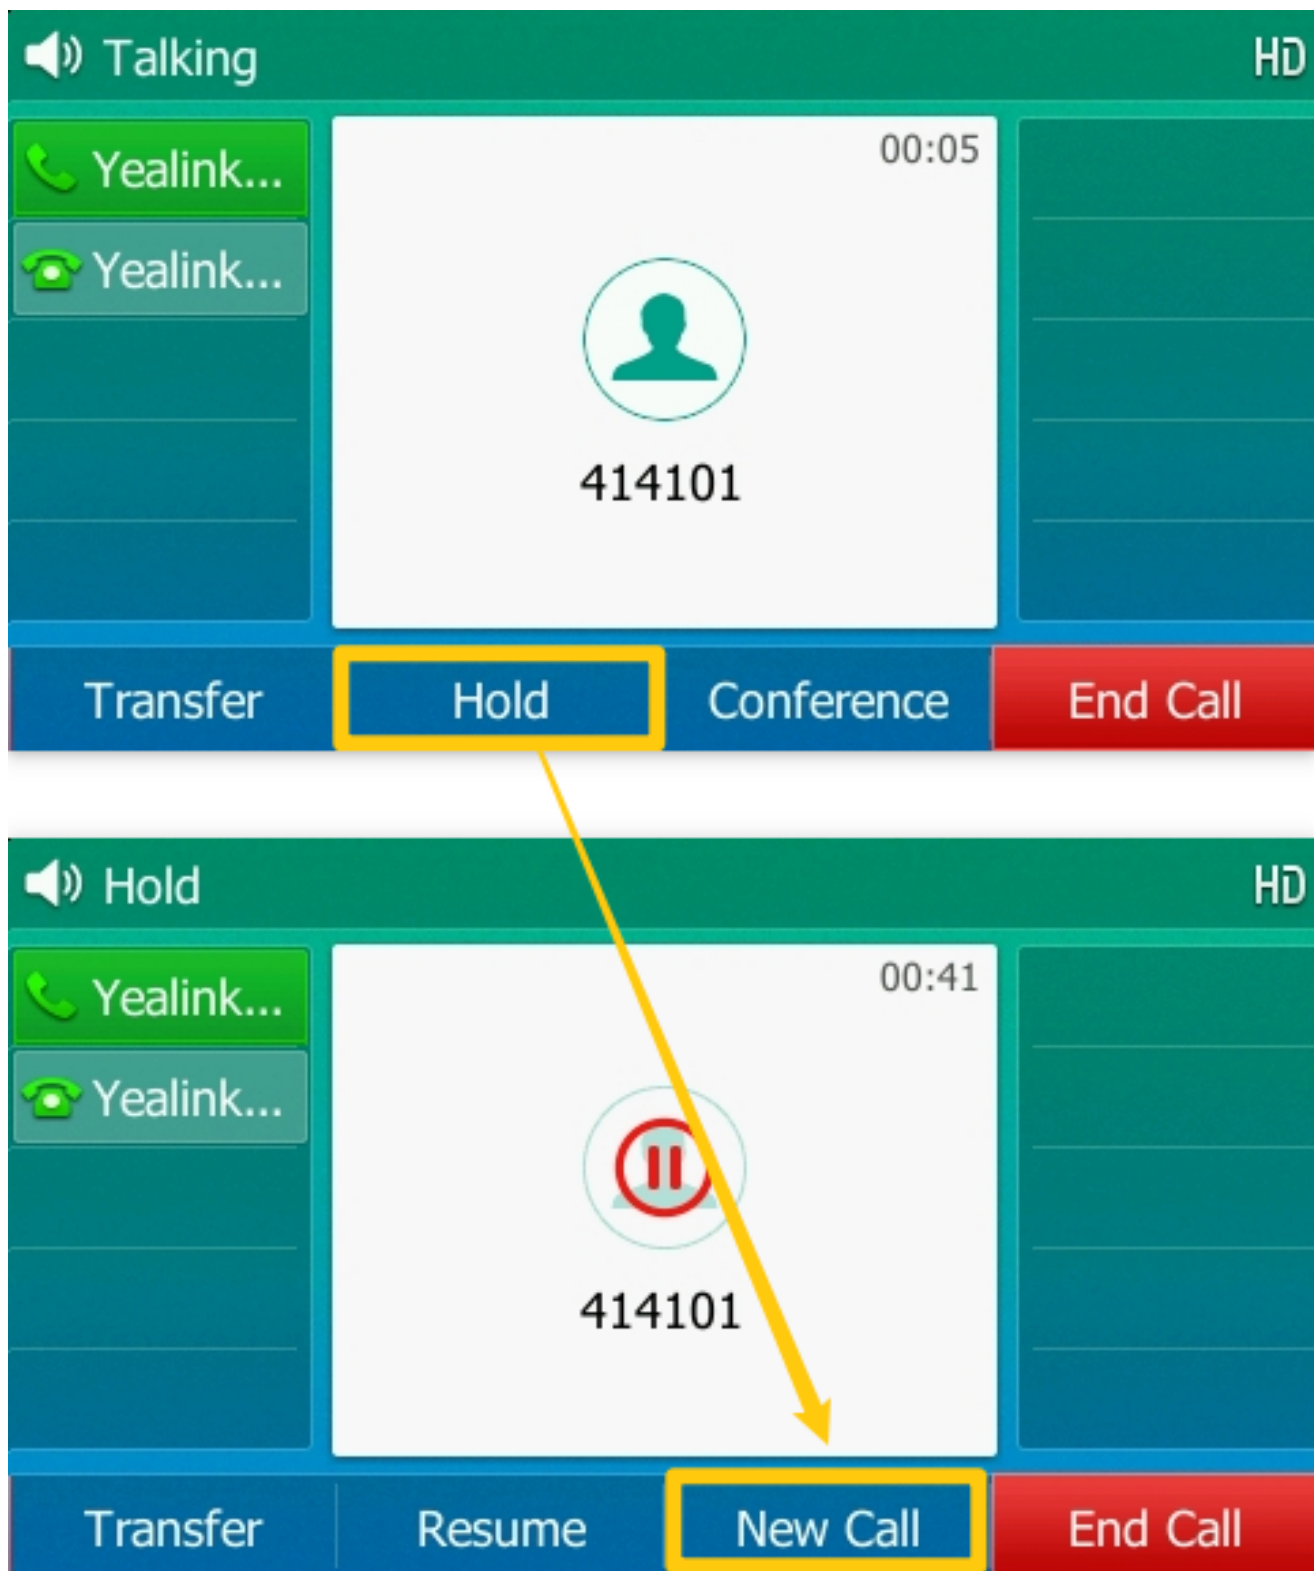 Talking HD
Yealink... 00:05
Yealink...
414101
Transfer Hold Conference End Call
Hold HD
Yealink... 00:41
Yealink...
414101
Transfer Resume New Call End Call